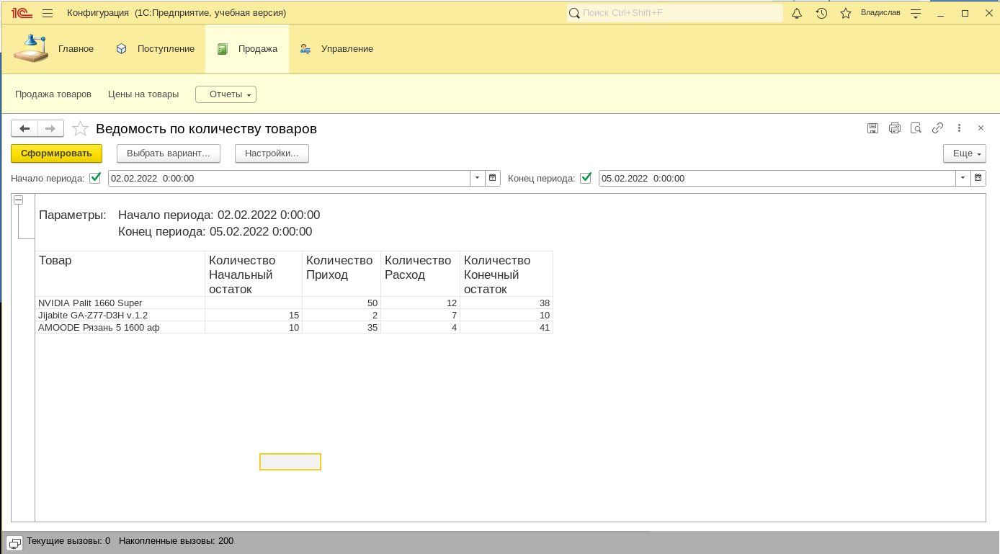 1С Конфигурация (1С:Предприятие, учебная версия) Поиск Ctrl+Shift+F Владислав
Главное Поступление Продажа Управление
Продажа товаров Цены на товары Отчеты
Ведомость по количеству товаров
Сформировать Выбрать вариант... Настройки... Еще
Начало периода: 02.02.2022 0:00:00 Конец периода: 05.02.2022 0:00:00
Параметры: Начало периода: 02.02.2022 0:00:00
Конец периода: 05.02.2022 0:00:00
Товар Количество Количество Количество Количество
Начальный Приход Расход Конечный
остаток остаток
NVIDIA Palit 1660 Super 50 12 38
Jijabite GA-Z77-D3H v.1.2 15 2 7 10
AMOODE Рязань 5 1600 аф 10 35 4 41
Текущие вызовы: 0 Накопленные вызовы: 200